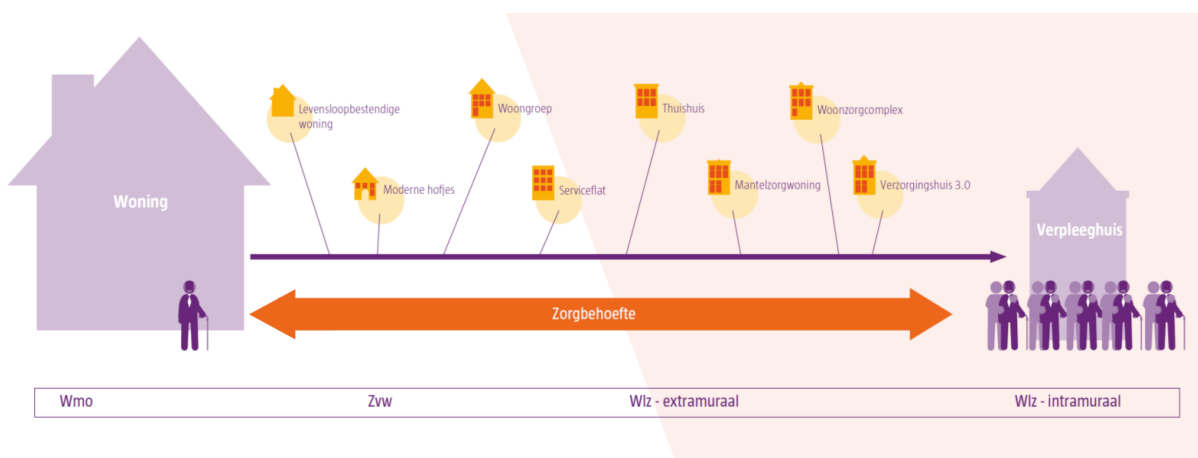 Levensloopbestendige
woning
Woongroep
Thuishuis
Woonzorgcomplex
Moderne hofjes
Serviceflat
Mantelzorgwoning
Verzorgingshuis 3.0
Woning
Verpleeghuis
Zorgbehoefte
Wmo
Zvw
Wlz - extramuraal
Wlz - intramuraal